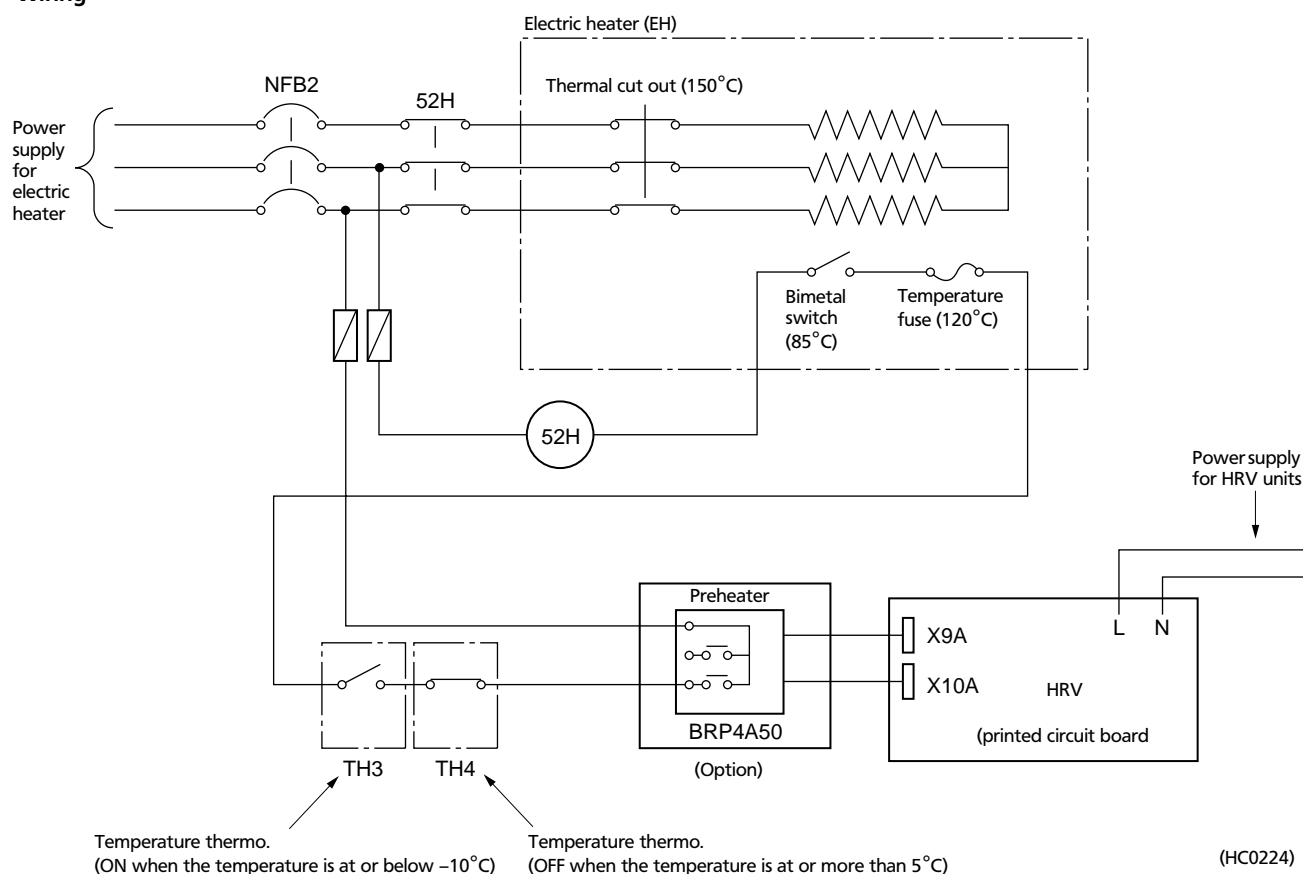 Electric heater (EH)
NFB2
52H
Thermal cut out (150°C)
Power
supply
for
electric
heater
Bimetal
switch
(85°C)
Temperature
fuse (120°C)
52H
Power supply
for HRV units
Preheater
L N
X9A
X10A
HRV
(printed circuit board
BRP4A50
(Option)
TH3
TH4
Temperature thermo.
(ON when the temperature is at or below –10°C)
Temperature thermo.
(OFF when the temperature is at or more than 5°C)
(HC0224)